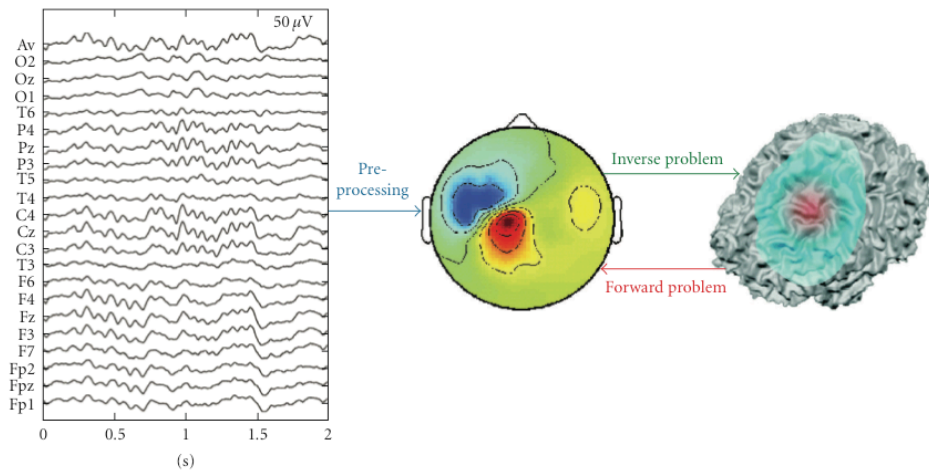 50 μV
Av
O2
Oz
O1
T6
P4
Pz
P3
T5
T4
C4
Cz
C3
T3
F6
F4
Fz
F3
F7
Fp2
Fpz
Fp1
0 0.5 1 1.5 2
(s)
Pre-
processing
Inverse problem
Forward problem